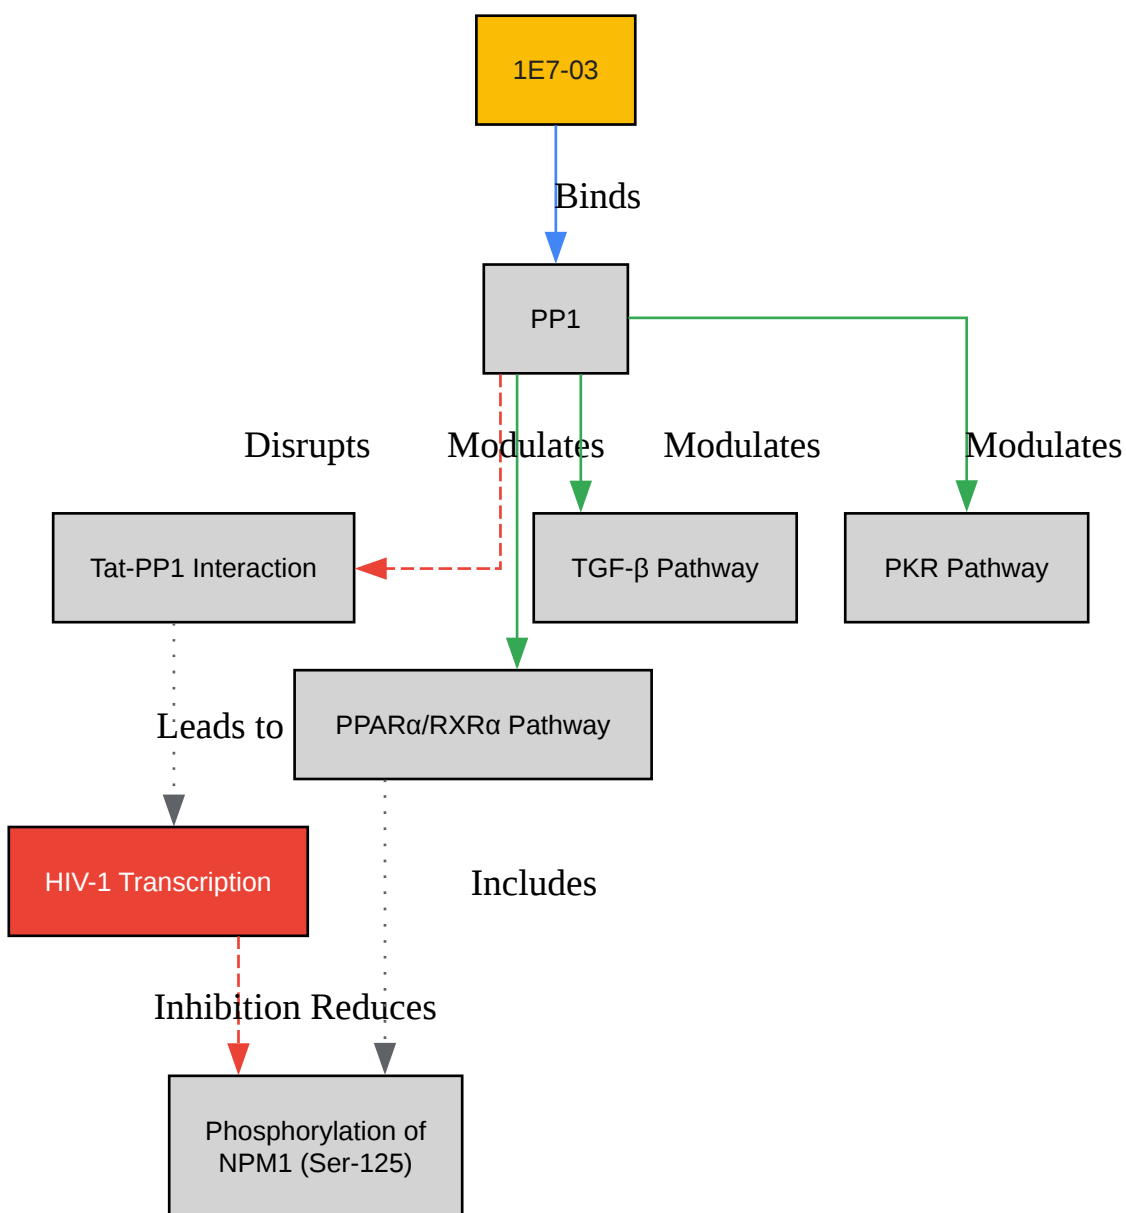 1E7-03
Binds
PP1
Disrupts
Modulates
Modulates
Modulates
Tat-PP1 Interaction
TGF-β Pathway
PKR Pathway
Leads to
PPARα/RXRα Pathway
HIV-1 Transcription
Includes
Inhibition Reduces
Phosphorylation of
NPM1 (Ser-125)